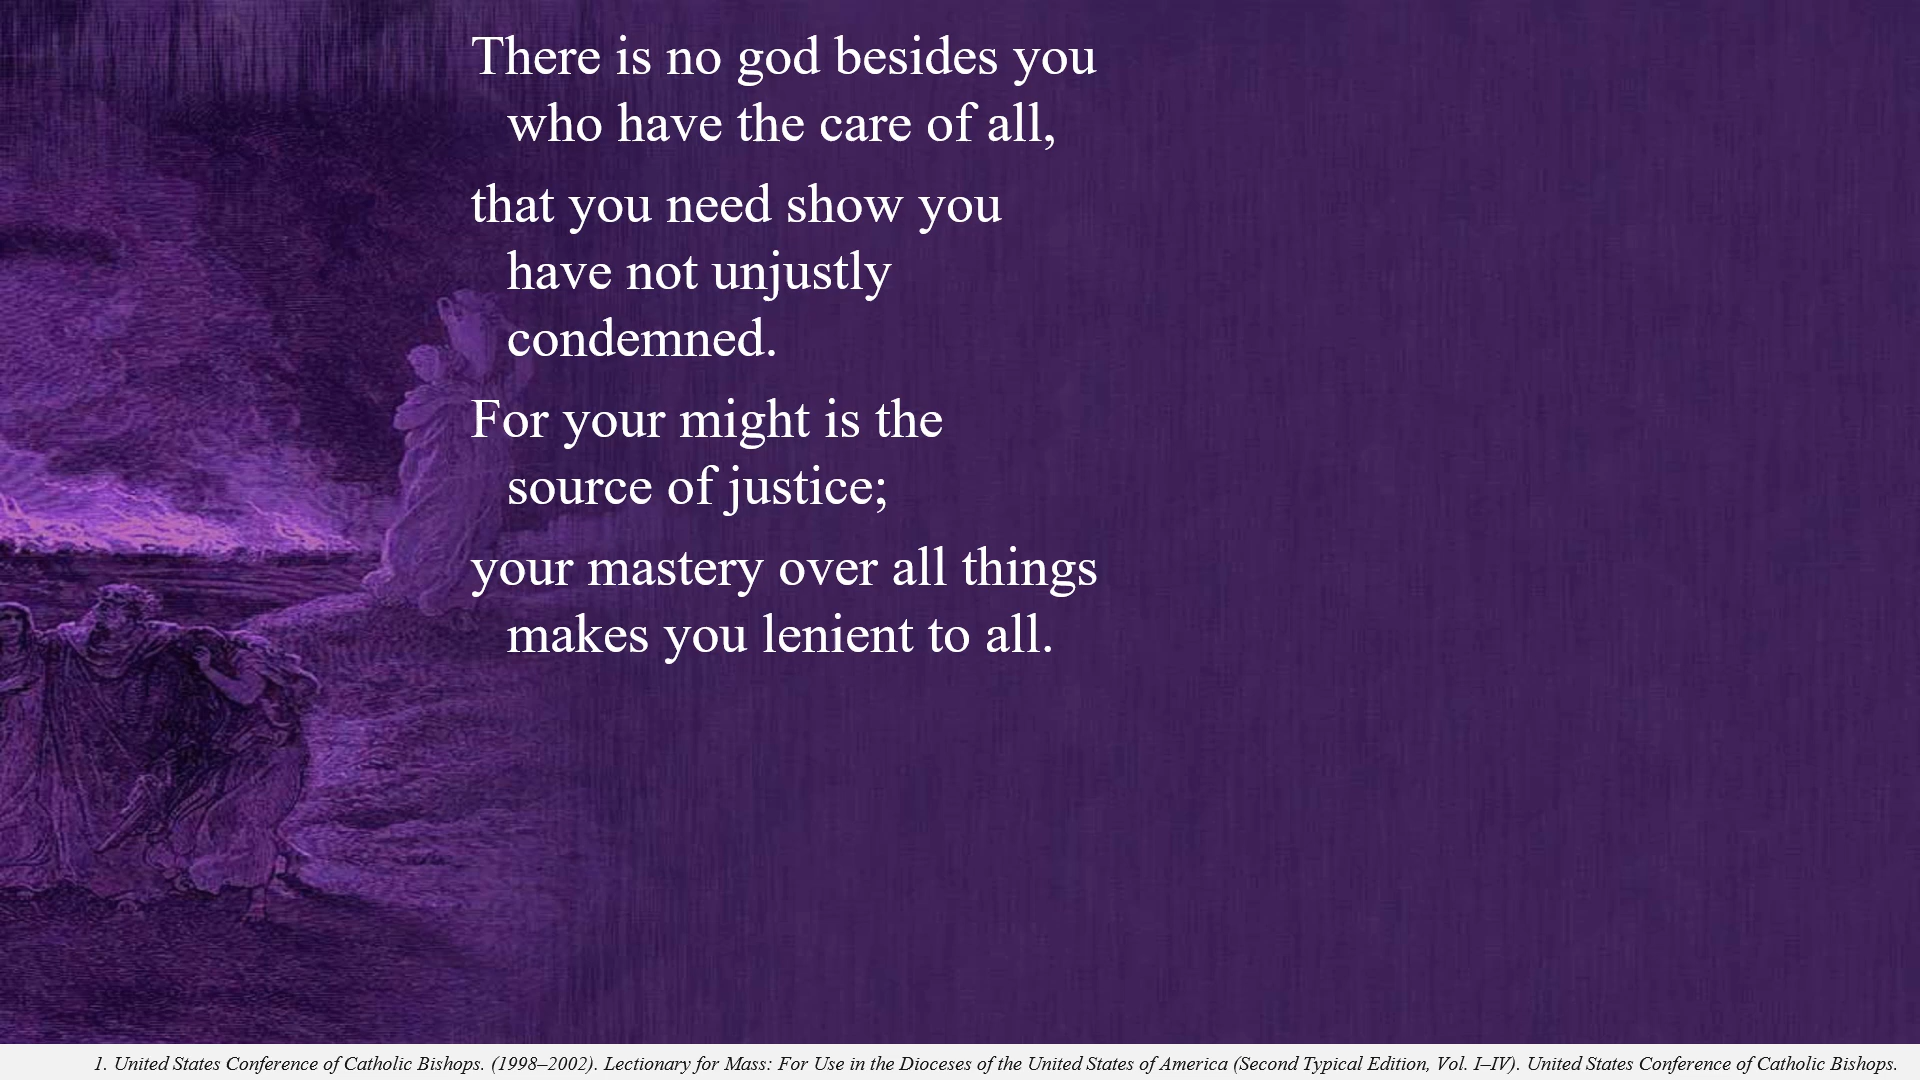 There is no god besides you
who have the care of all,
that you need show you
have not unjustly
condemned.
For your might is the
source of justice;
your mastery over all things
makes you lenient to all.
1. United States Conference of Catholic Bishops. (1998–2002). Lectionary for Mass: For Use in the Dioceses of the United States of America (Second Typical Edition, Vol. I–IV). United States Conference of Catholic Bishops.